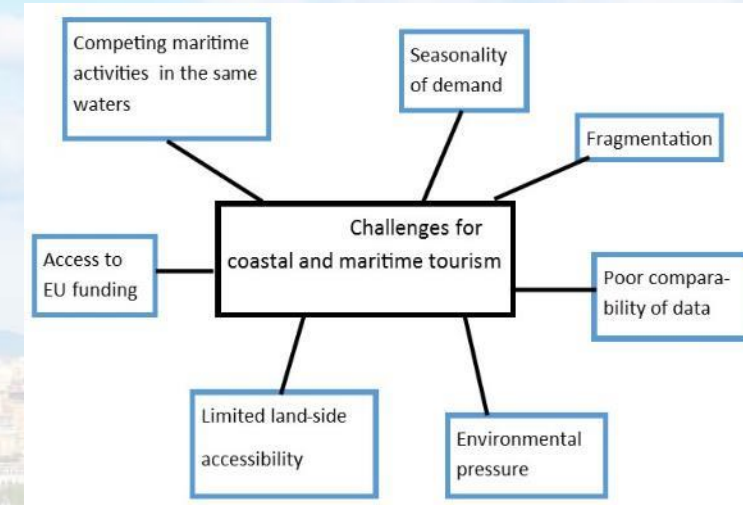 Competing maritime
activities in the same
waters
Seasonality
of demand
Fragmentation
Challenges for
coastal and maritime tourism
Access to
EU funding
Poor compara-
bility of data
Limited land-side
accessibility
Environmental
pressure